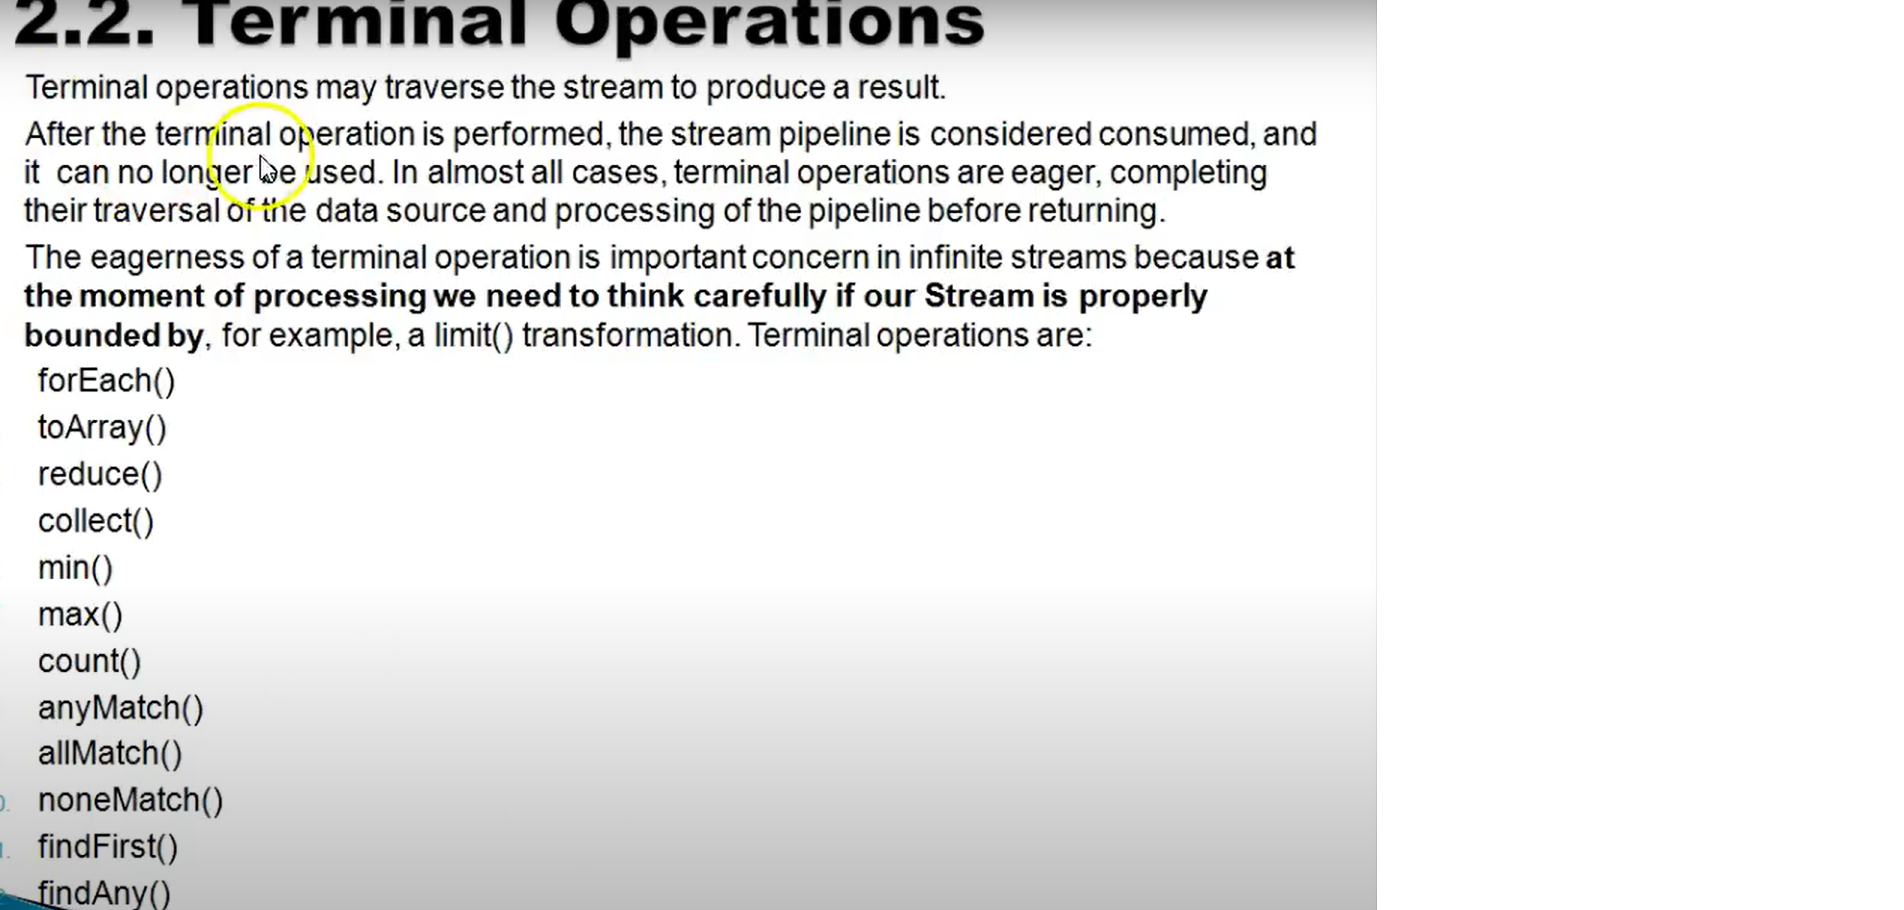 2.2. Terminal Operations
Terminal operations may traverse the stream to produce a result.
After the terminal operation is performed, the stream pipeline is considered consumed, and
it can no longer be used. In almost all cases, terminal operations are eager, completing
their traversal of the data source and processing of the pipeline before returning.
The eagerness of a terminal operation is important concern in infinite streams because at
the moment of processing we need to think carefully if our Stream is properly
bounded by, for example, a limit() transformation. Terminal operations are:
forEach()
toArray()
reduce()
collect()
min()
max()
count()
anyMatch()
allMatch()
noneMatch()
findFirst()
findAny()